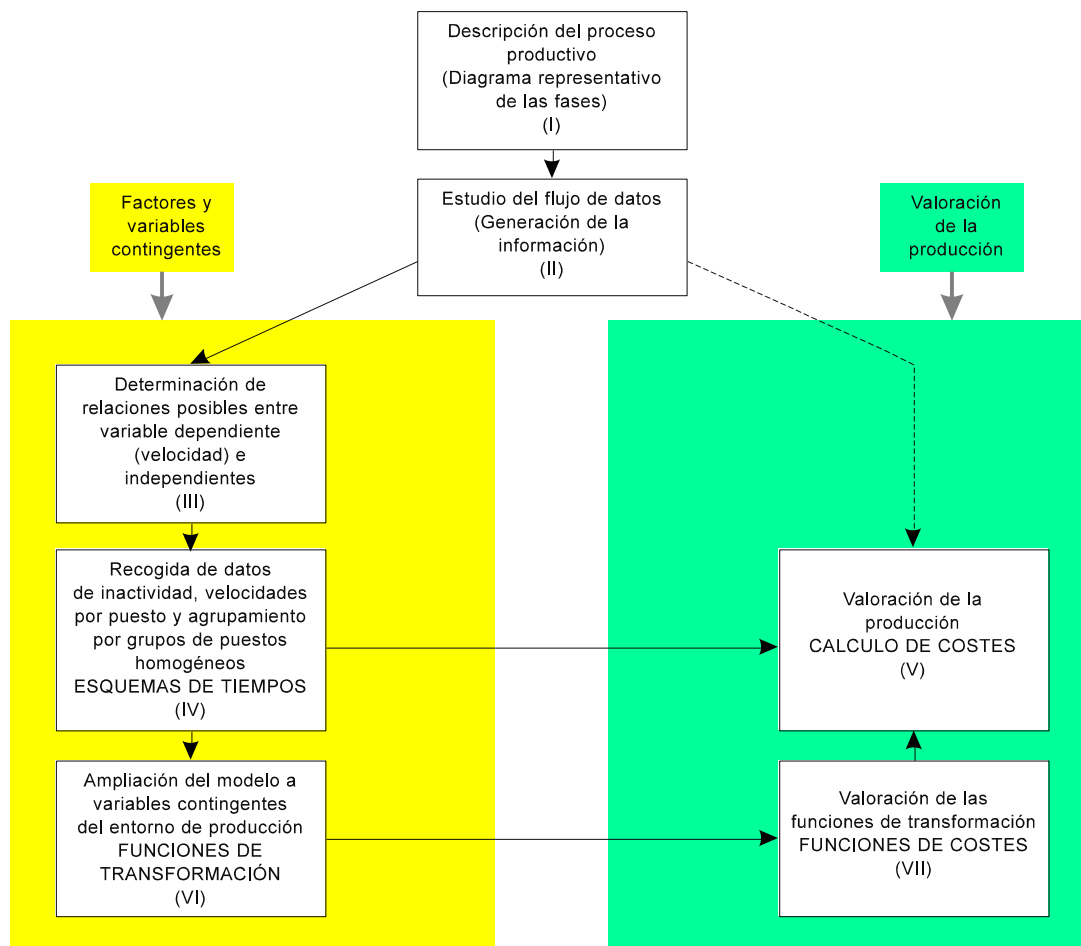 Descripción del proceso
productivo
(Diagrama representativo
de las fases)
(I)
Estudio del flujo de datos
(Generación de la
información)
(II)
Factores y
variables
contingentes
Valoración
de la
producción
Determinación de
relaciones posibles entre
variable dependiente
(velocidad) e
independientes
(III)
Recogida de datos
de inactividad, velocidades
por puesto y agrupamiento
por grupos de puestos
homogéneos
ESQUEMAS DE TIEMPOS
(IV)
Valoración de la
producción
CALCULO DE COSTES
(V)
Ampliación del modelo a
variables contingentes
del entorno de producción
FUNCIONES DE
TRANSFORMACIÓN
(VI)
Valoración de las
funciones de transformación
FUNCIONES DE COSTES
(VII)